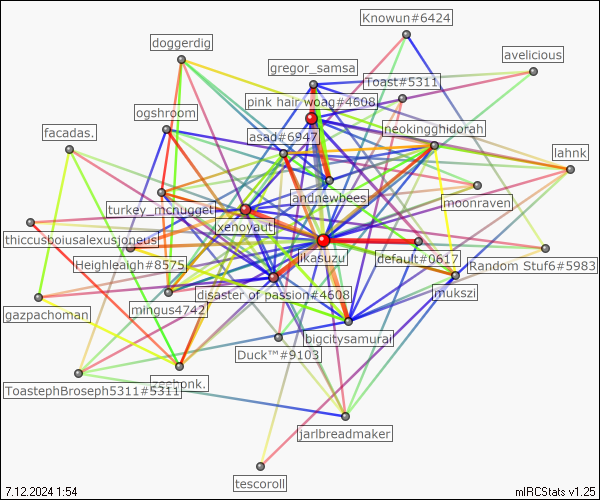 Knowun#6424
doggerdig
avelicious
gregor_samsa
Toast#5311
pink hair woag#4608
ogshroom
neokingghidorah
facadas.
asad#6947
lahnk
andnewbees
moonraven
turkey_mcnugget
xenoyaut
thiccusboiusalexusjoneus
ikasuzu
default#0617
Heighleaigh#8575
Random Stuf6#5983
disaster of passion#4608
mukszi
mingus4742
gazpachoman
bigcitysamurai
Duck™#9103
zeehonk.
ToastephBroseph5311#5311
jarlbreadmaker
tescoroll
7.12.2024 1:54
mIRCStats v1.25